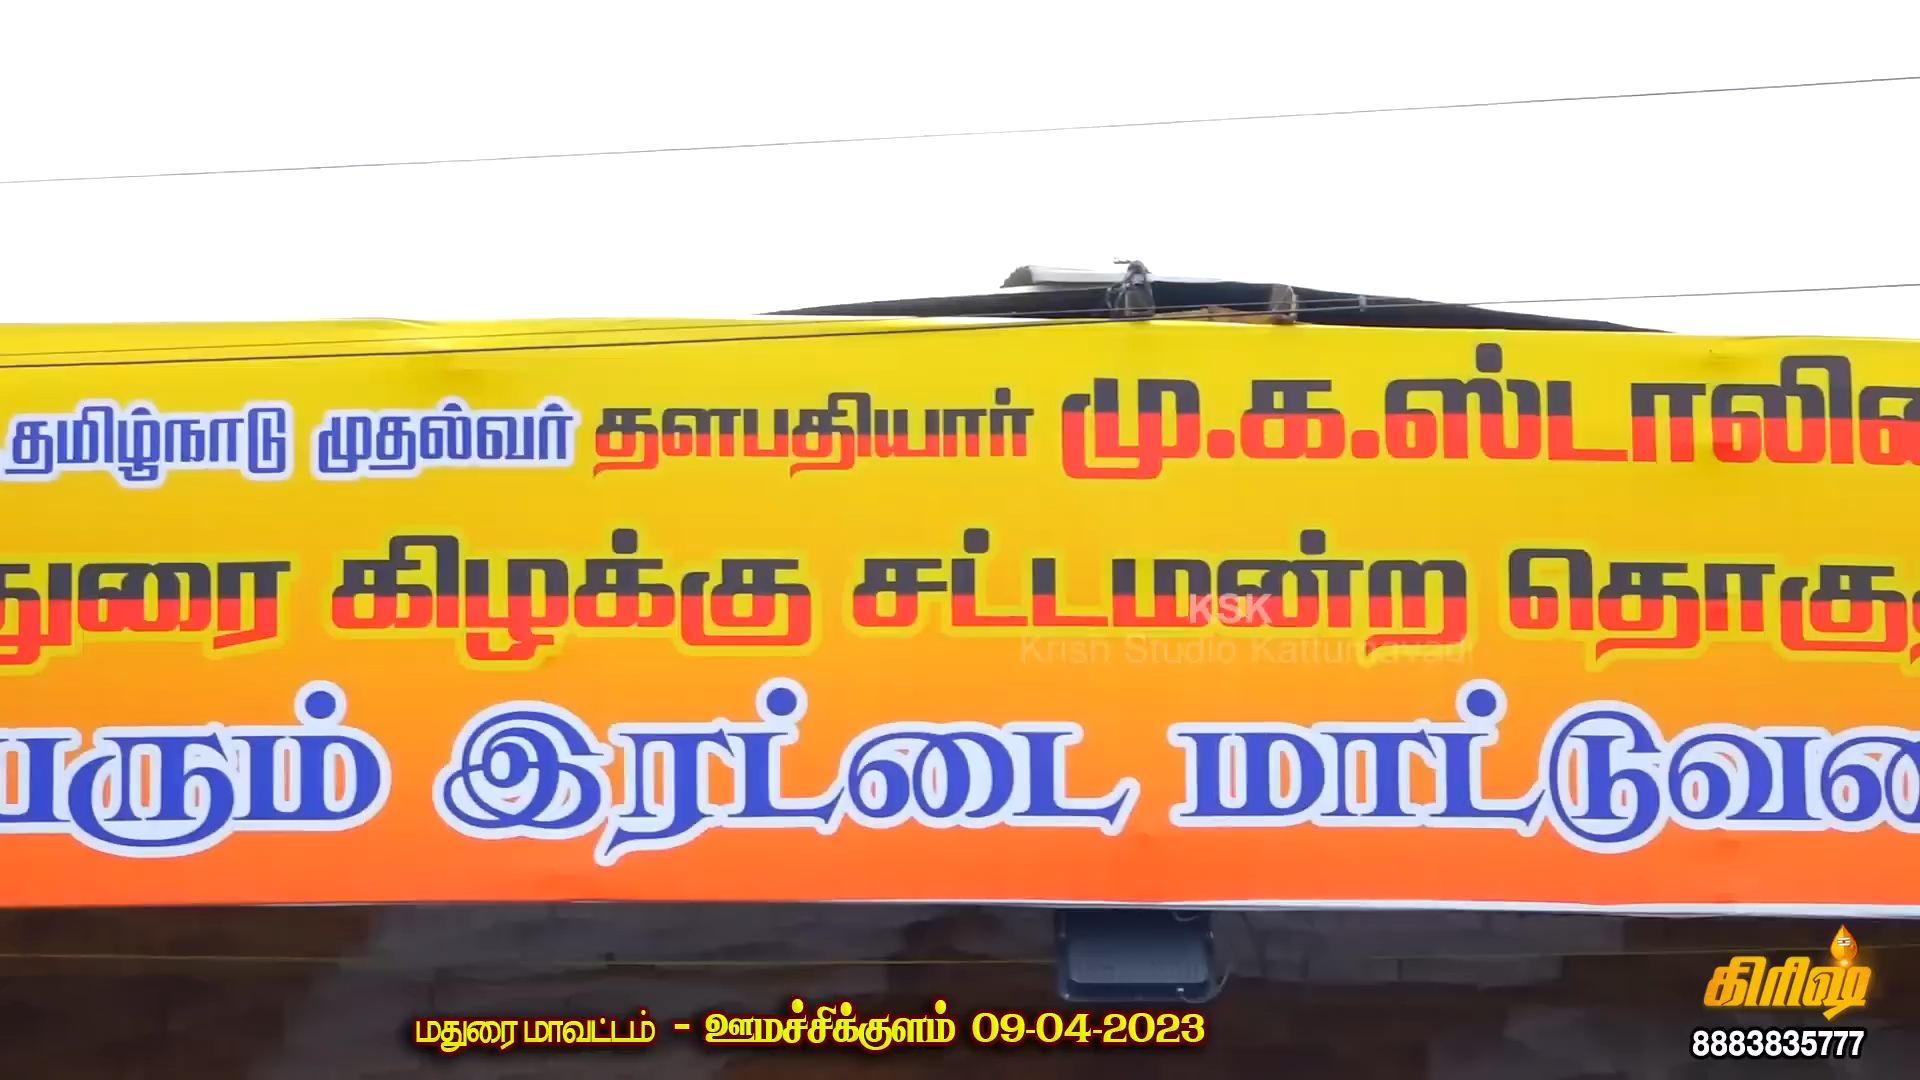 தமிழ்நாடு முதல்வர் தளபதியார் மு.க.ஸ்டாலி
துரை கிழக்கு சட்டமன்ற தொகு
பரும் இரட்டை மாட்டுவ
KSK
Krish Studio Kattumavadi
கிரிஷ்
மதுரை மாவட்டம் - ஊமச்சிக்குளம் 09-04-2023
8883835777